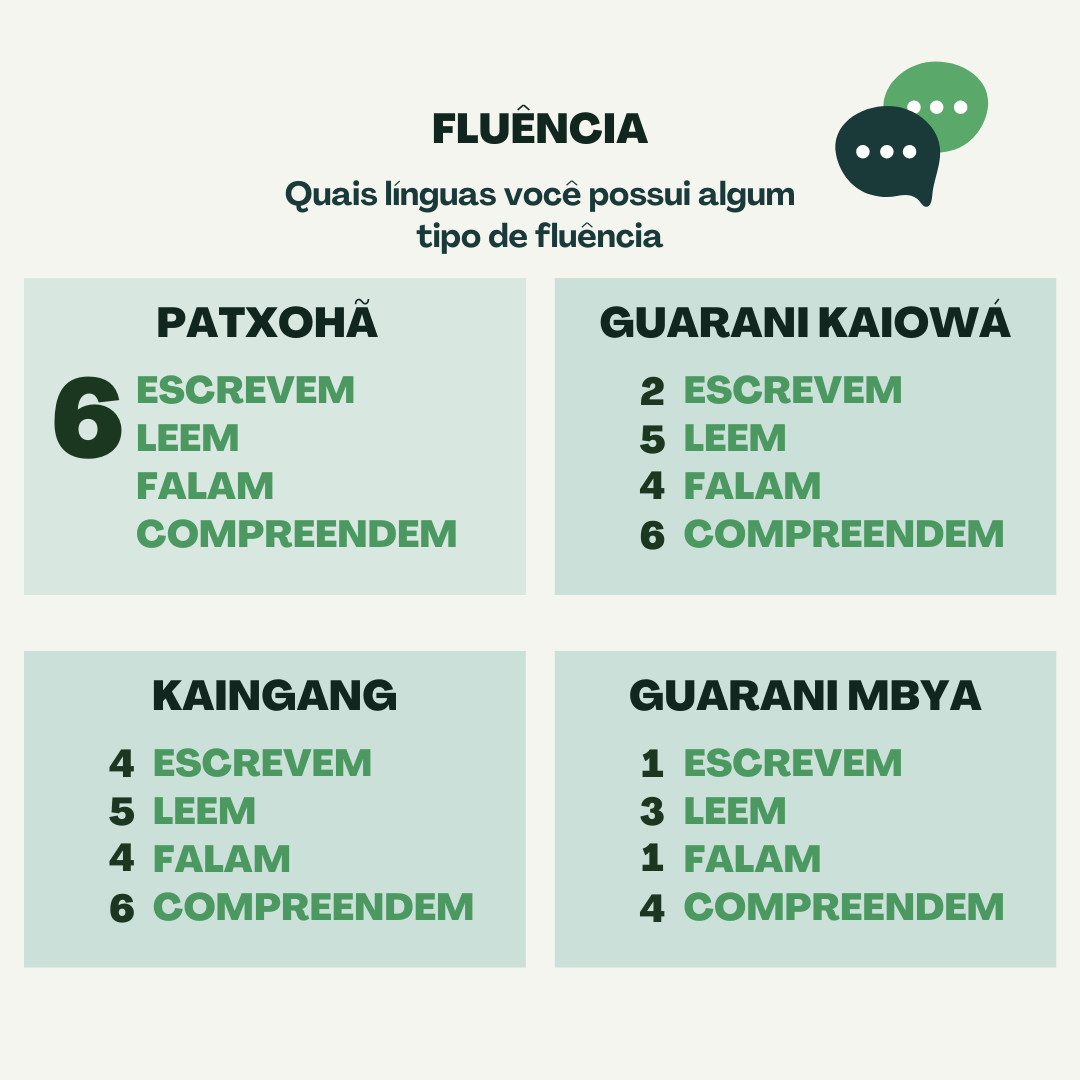 FLUÊNCIA
Quais línguas você possui algum
tipo de fluência
PATXOHÃ
6 ESCREVEM
LEEM
FALAM
COMPREENDEM
GUARANI KAIOWÁ
2 ESCREVEM
5 LEEM
4 FALAM
6 COMPREENDEM
KAINGANG
4 ESCREVEM
5 LEEM
4 FALAM
6 COMPREENDEM
GUARANI MBYA
1 ESCREVEM
3 LEEM
1 FALAM
4 COMPREENDEM